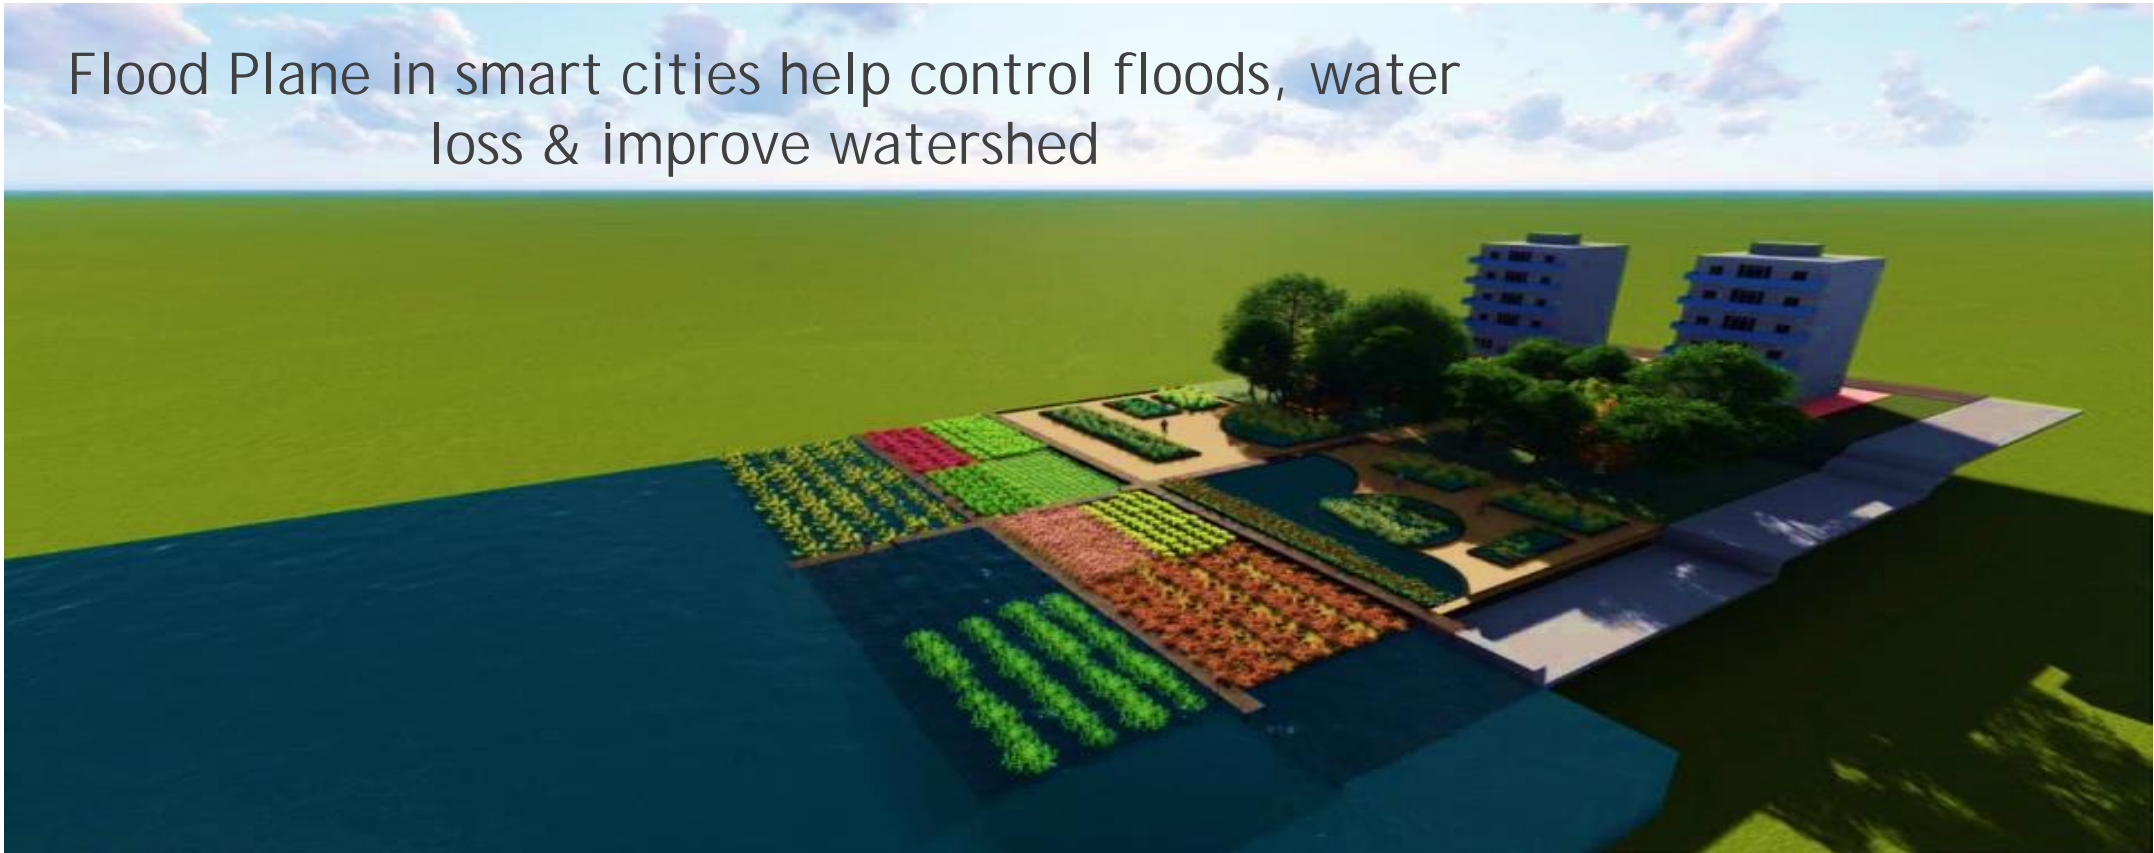 Flood Plane in smart cities help control floods, water
loss & improve watershed